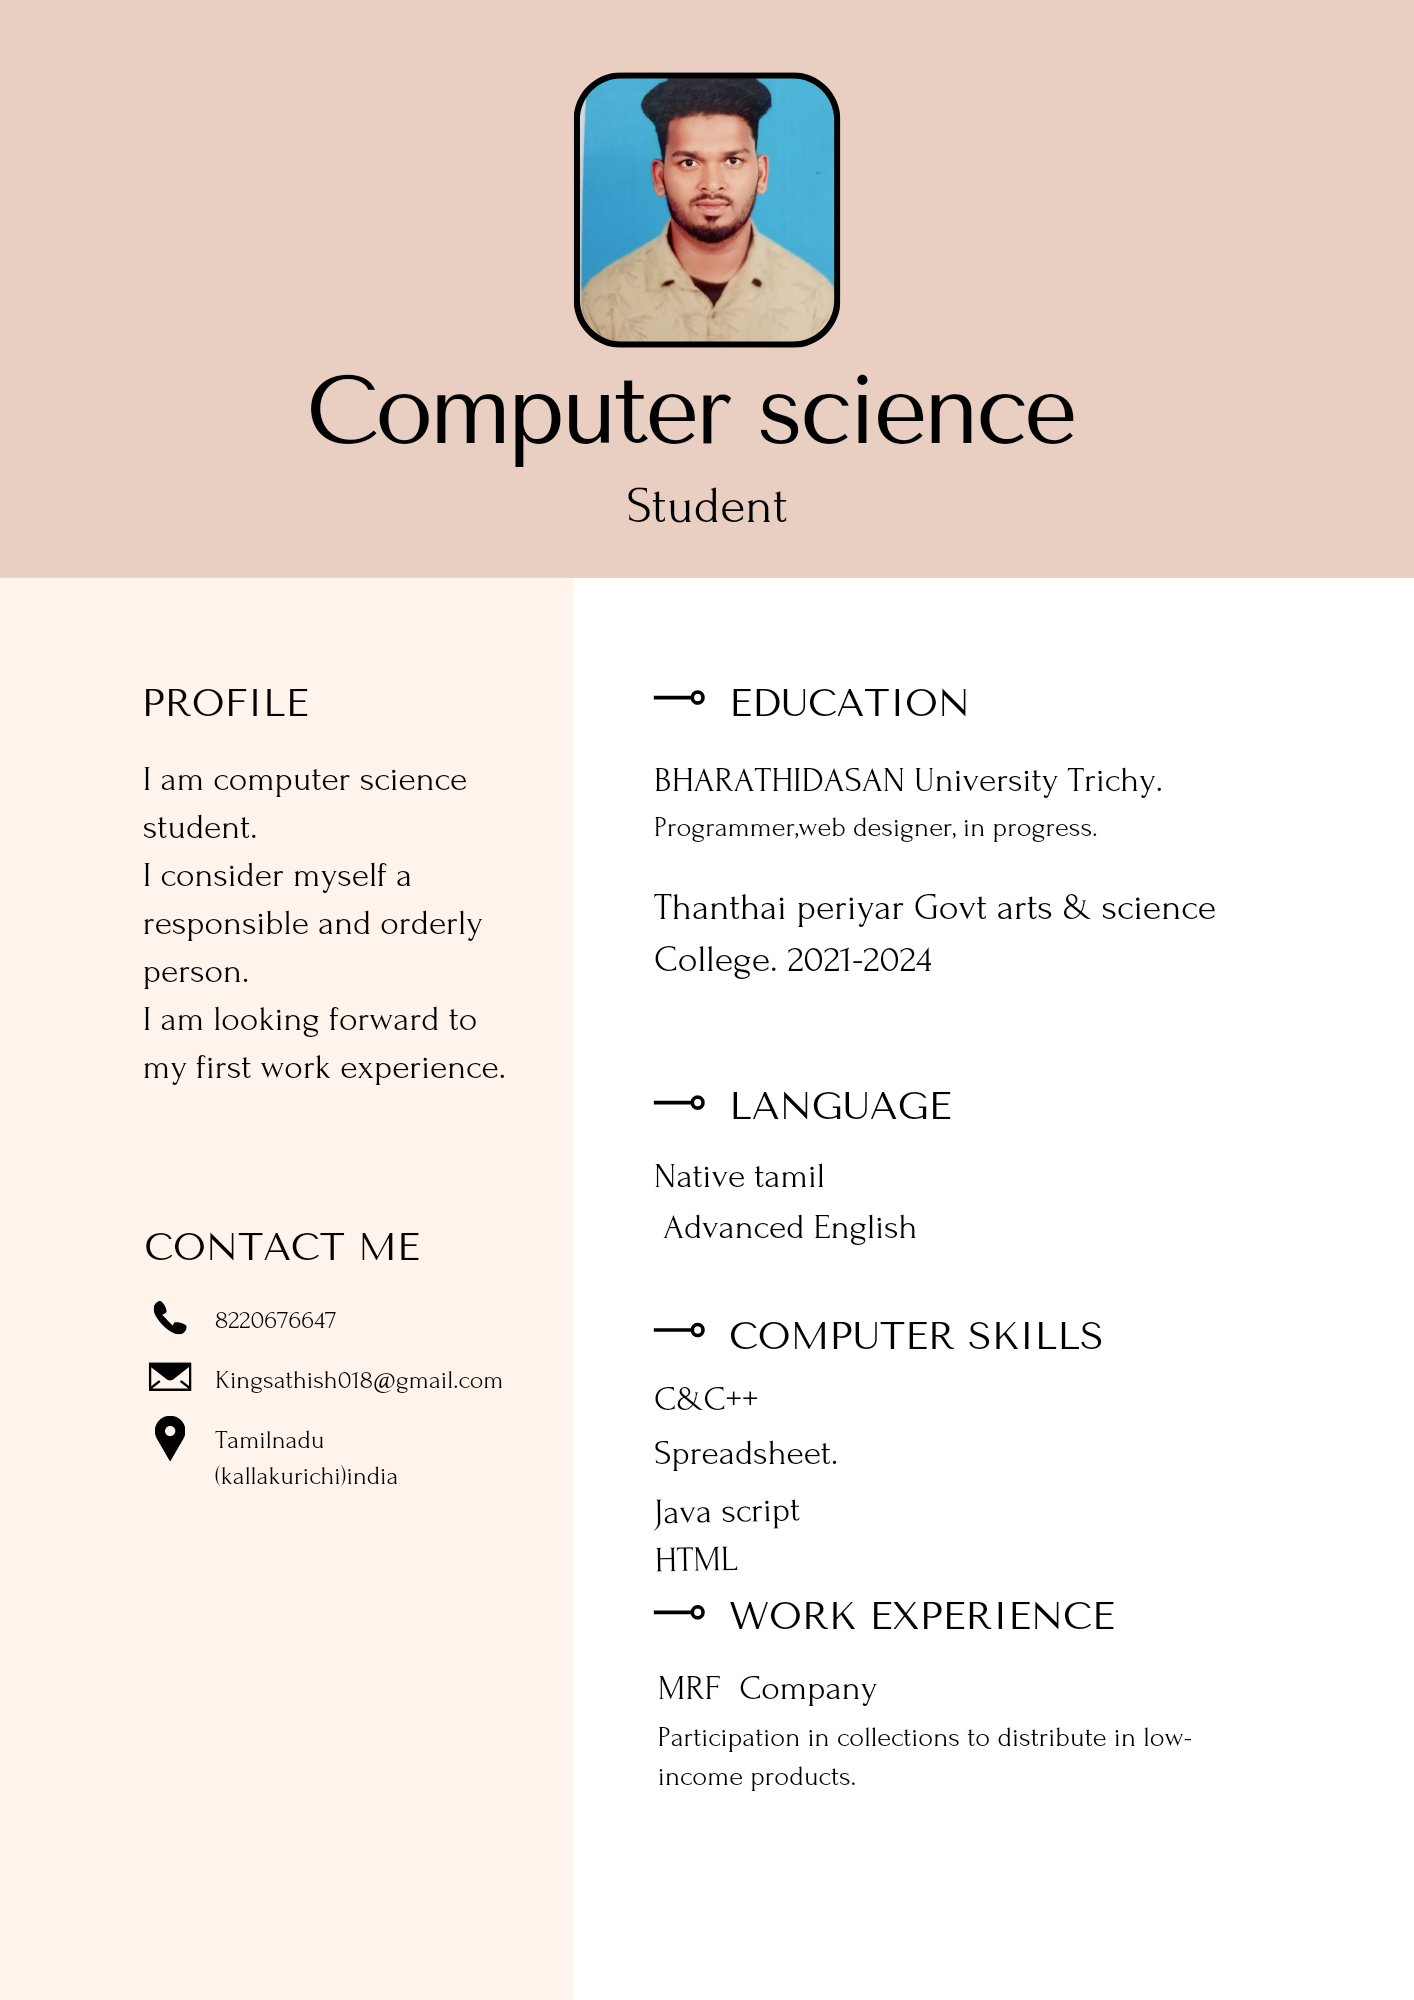 Computer science
Student
PROFILE
I am computer science
student.
I consider myself a
responsible and orderly
person.
I am looking forward to
my first work experience.
CONTACT ME
8220676647
Kingsathish018@gmail.com
Tamilnadu
(kallakurichi)india
EDUCATION
BHARATHIDASAN University Trichy.
Programmer,web designer, in progress.
Thanthai periyar Govt arts & science
College. 2021-2024
LANGUAGE
Native tamil
Advanced English
COMPUTER SKILLS
C&C++
Spreadsheet.
Java script
HTML
WORK EXPERIENCE
MRF  Company
Participation in collections to distribute in low-
income products.